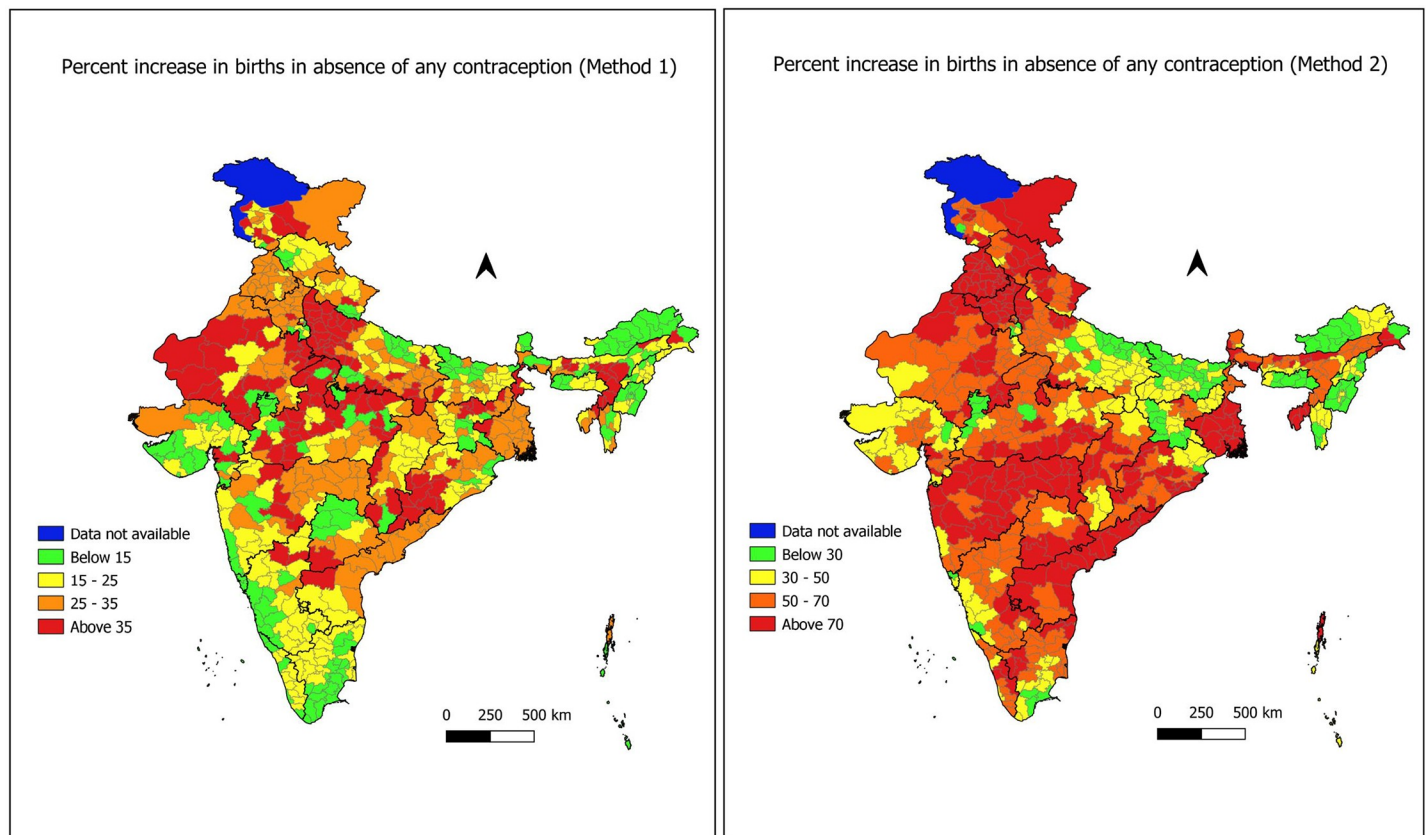 Percent increase in births in absence of any contraception (Method 1)
Data not available
Below 15
15 - 25
25 - 35
Above 35
0 250 500 km
Percent increase in births in absence of any contraception (Method 2)
Data not available
Below 30
30 - 50
50 - 70
Above 70
0 250 500 km